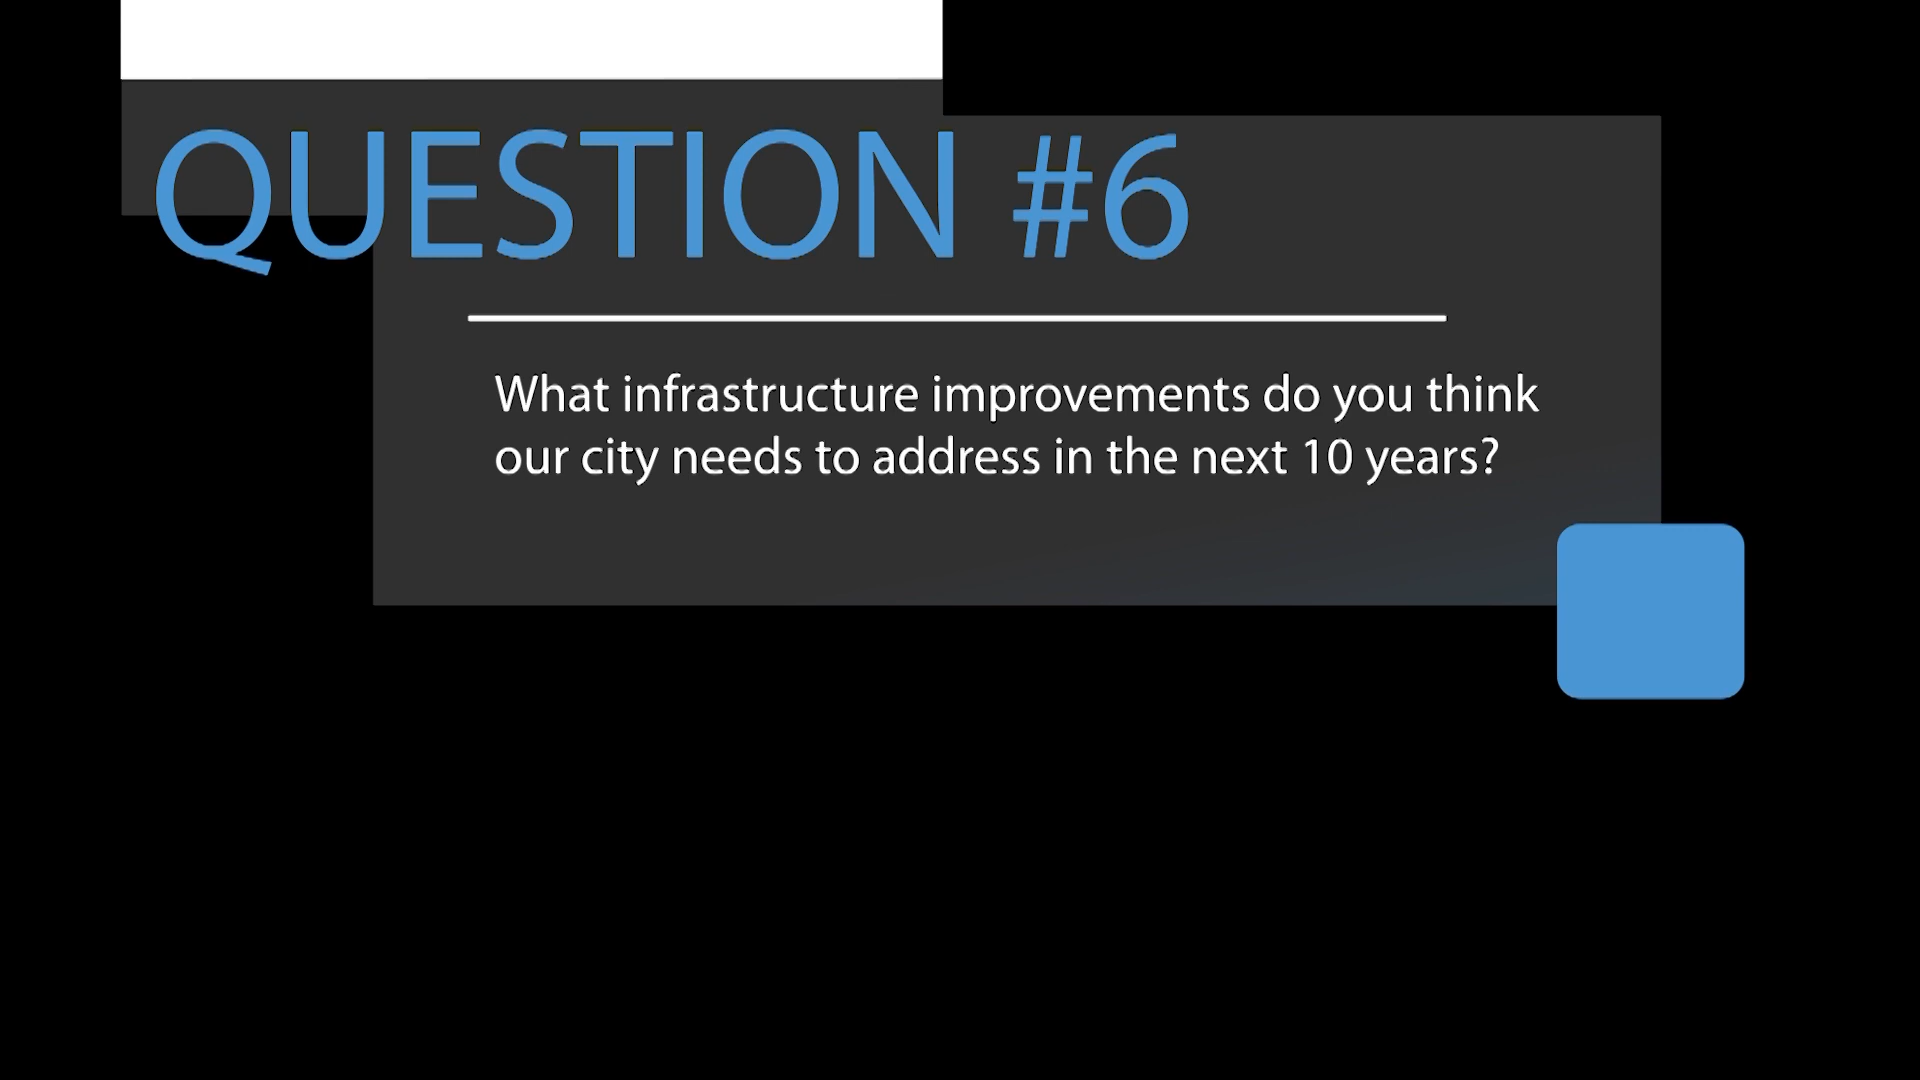 QUESTION #6
What infrastructure improvements do you think
our city needs to address in the next 10 years?